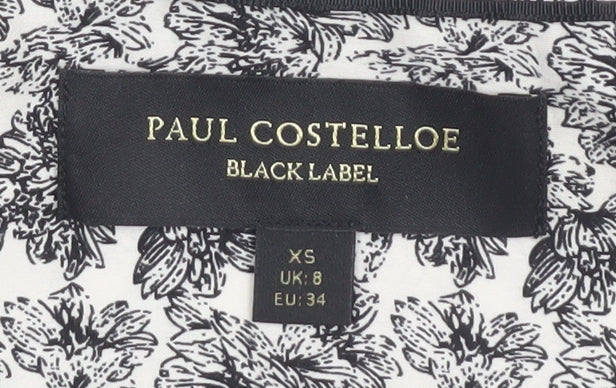 PAUL COSTELLOE
BLACK LABEL
XS
UK: 8
EU: 34